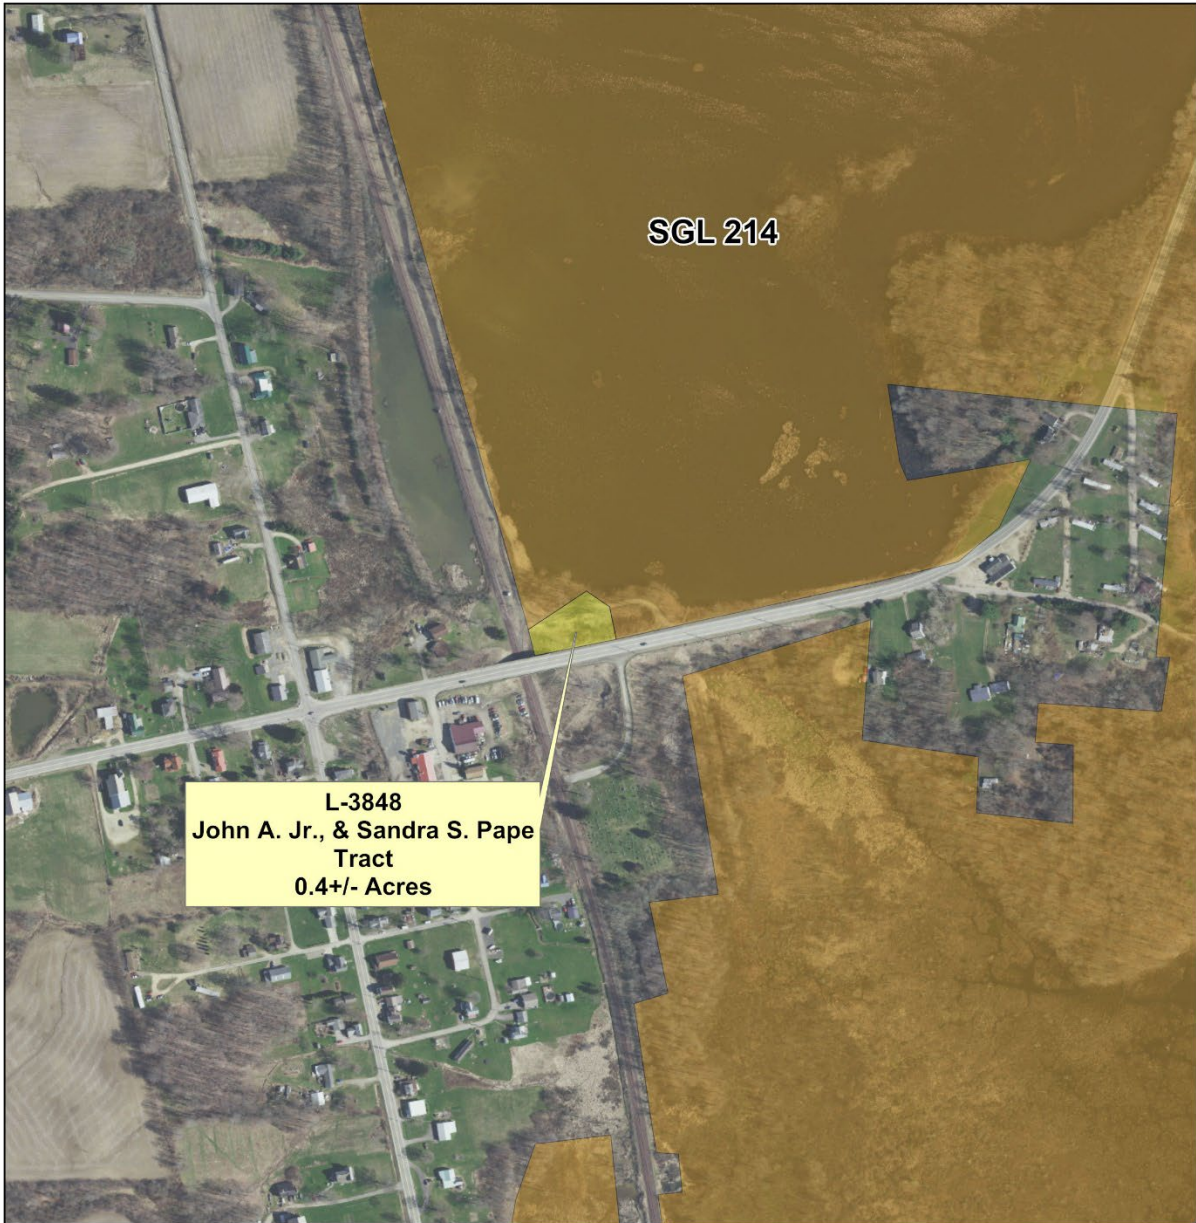 SGL 214
L-3848
John A. Jr., & Sandra S. Pape
Tract
0.4+/- Acres